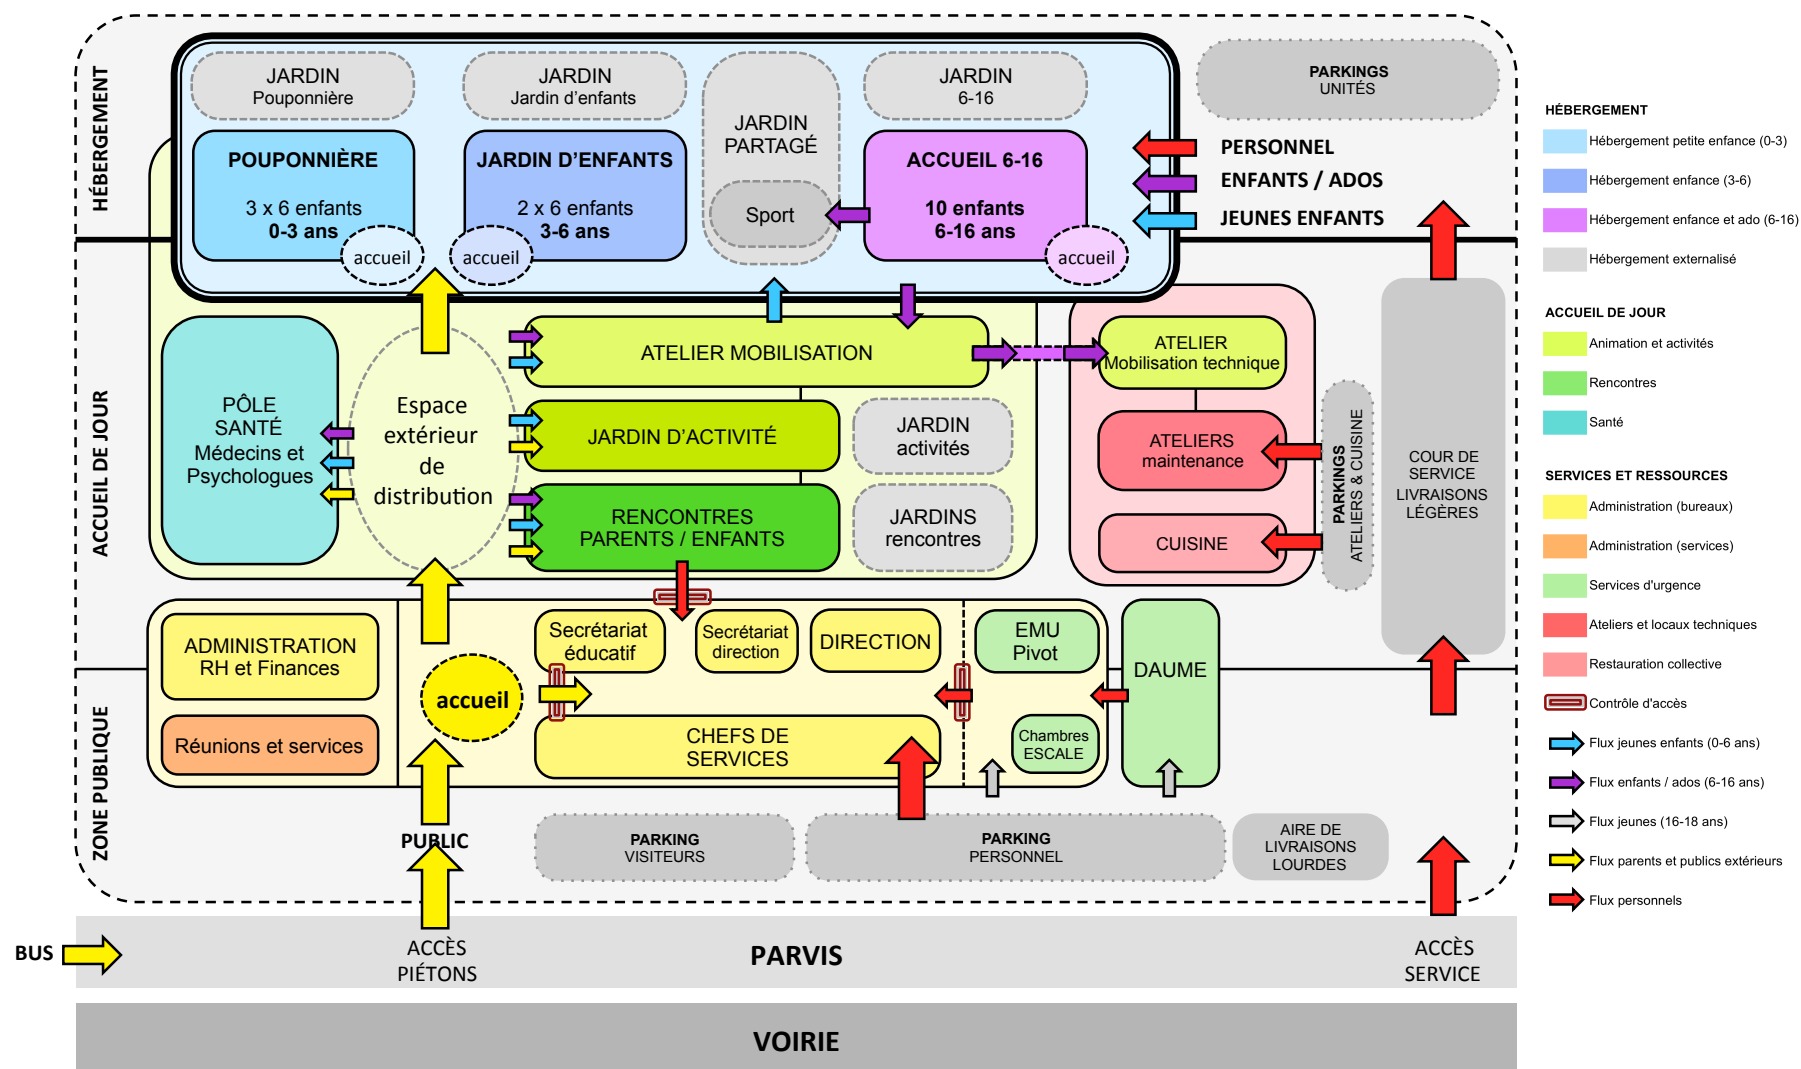 HÉBERGEMENT
JARDIN
Pouponnière
JARDIN
Jardin d'enfants
JARDIN
PARTAGÉ
Sport
JARDIN
6-16
PARKINGS
UNITÉS
POUPONNIÈRE
3 x 6 enfants
0-3 ans
accueil
JARDIN D'ENFANTS
2 x 6 enfants
3-6 ans
accueil
ACCUEIL 6-16
10 enfants
6-16 ans
accueil
PERSONNEL
ENFANTS / ADOS
JEUNES ENFANTS
ACCUEIL DE JOUR
PÔLE
SANTÉ
Médecins et
Psychologues
Espace
extérieur
de
distribution
ATELIER MOBILISATION
JARDIN D'ACTIVITÉ
RENCONTRES
PARENTS / ENFANTS
JARDIN
activités
JARDINS
rencontres
ATELIER
Mobilisation technique
ATELIERS
maintenance
CUISINE
PARKINGS
ATELIERS & CUISINE
COUR DE
SERVICE
LIVRAISONS
LÉGÈRES
ZONE PUBLIQUE
ADMINISTRATION
RH et Finances
Réunions et services
accueil
Secrétariat
éducatif
Secrétariat
direction
DIRECTION
CHEFS DE
SERVICES
EMU
Pivot
Chambres
ESCALE
DAUME
PUBLIC
PARKING
VISITEURS
PARKING
PERSONNEL
AIRE DE
LIVRAISONS
LOURDES
BUS
ACCÈS
PIÉTONS
PARVIS
ACCÈS
SERVICE
VOIRIE
HÉBERGEMENT
Hébergement petite enfance (0-3)
Hébergement enfance (3-6)
Hébergement enfance et ado (6-16)
Hébergement externalisé
ACCUEIL DE JOUR
Animation et activités
Rencontres
Santé
SERVICES ET RESSOURCES
Administration (bureaux)
Administration (services)
Services d'urgence
Ateliers et locaux techniques
Restauration collective
Contrôle d'accès
Flux jeunes enfants (0-6 ans)
Flux enfants / ados (6-16 ans)
Flux jeunes (16-18 ans)
Flux parents et publics extérieurs
Flux personnels